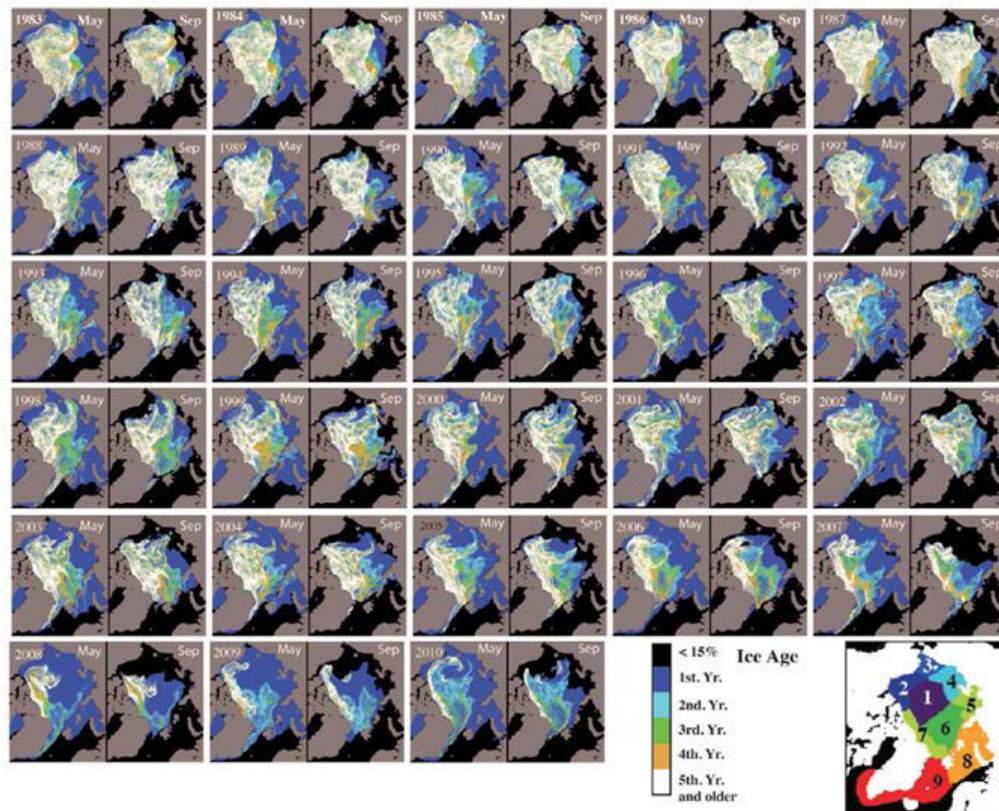 1983 May Sep 1984 May Sep 1985 May Sep 1986 May Sep 1987 May Sep
1988 May Sep 1989 May Sep 1990 May Sep 1991 May Sep 1992 May Sep
1993 May Sep 1994 May Sep 1995 May Sep 1996 May Sep 1997 May Sep
1998 May Sep 1999 May Sep 2000 May Sep 2001 May Sep 2002 May Sep
2003 May Sep 2004 May Sep 2005 May Sep 2006 May Sep 2007 May Sep
2008 May Sep 2009 May Sep 2010 May Sep
< 15% Ice Age
1st. Yr.
2nd. Yr.
3rd. Yr.
4th. Yr.
5th. Yr.
and older
3
2 4
1 5
7 6
8
9